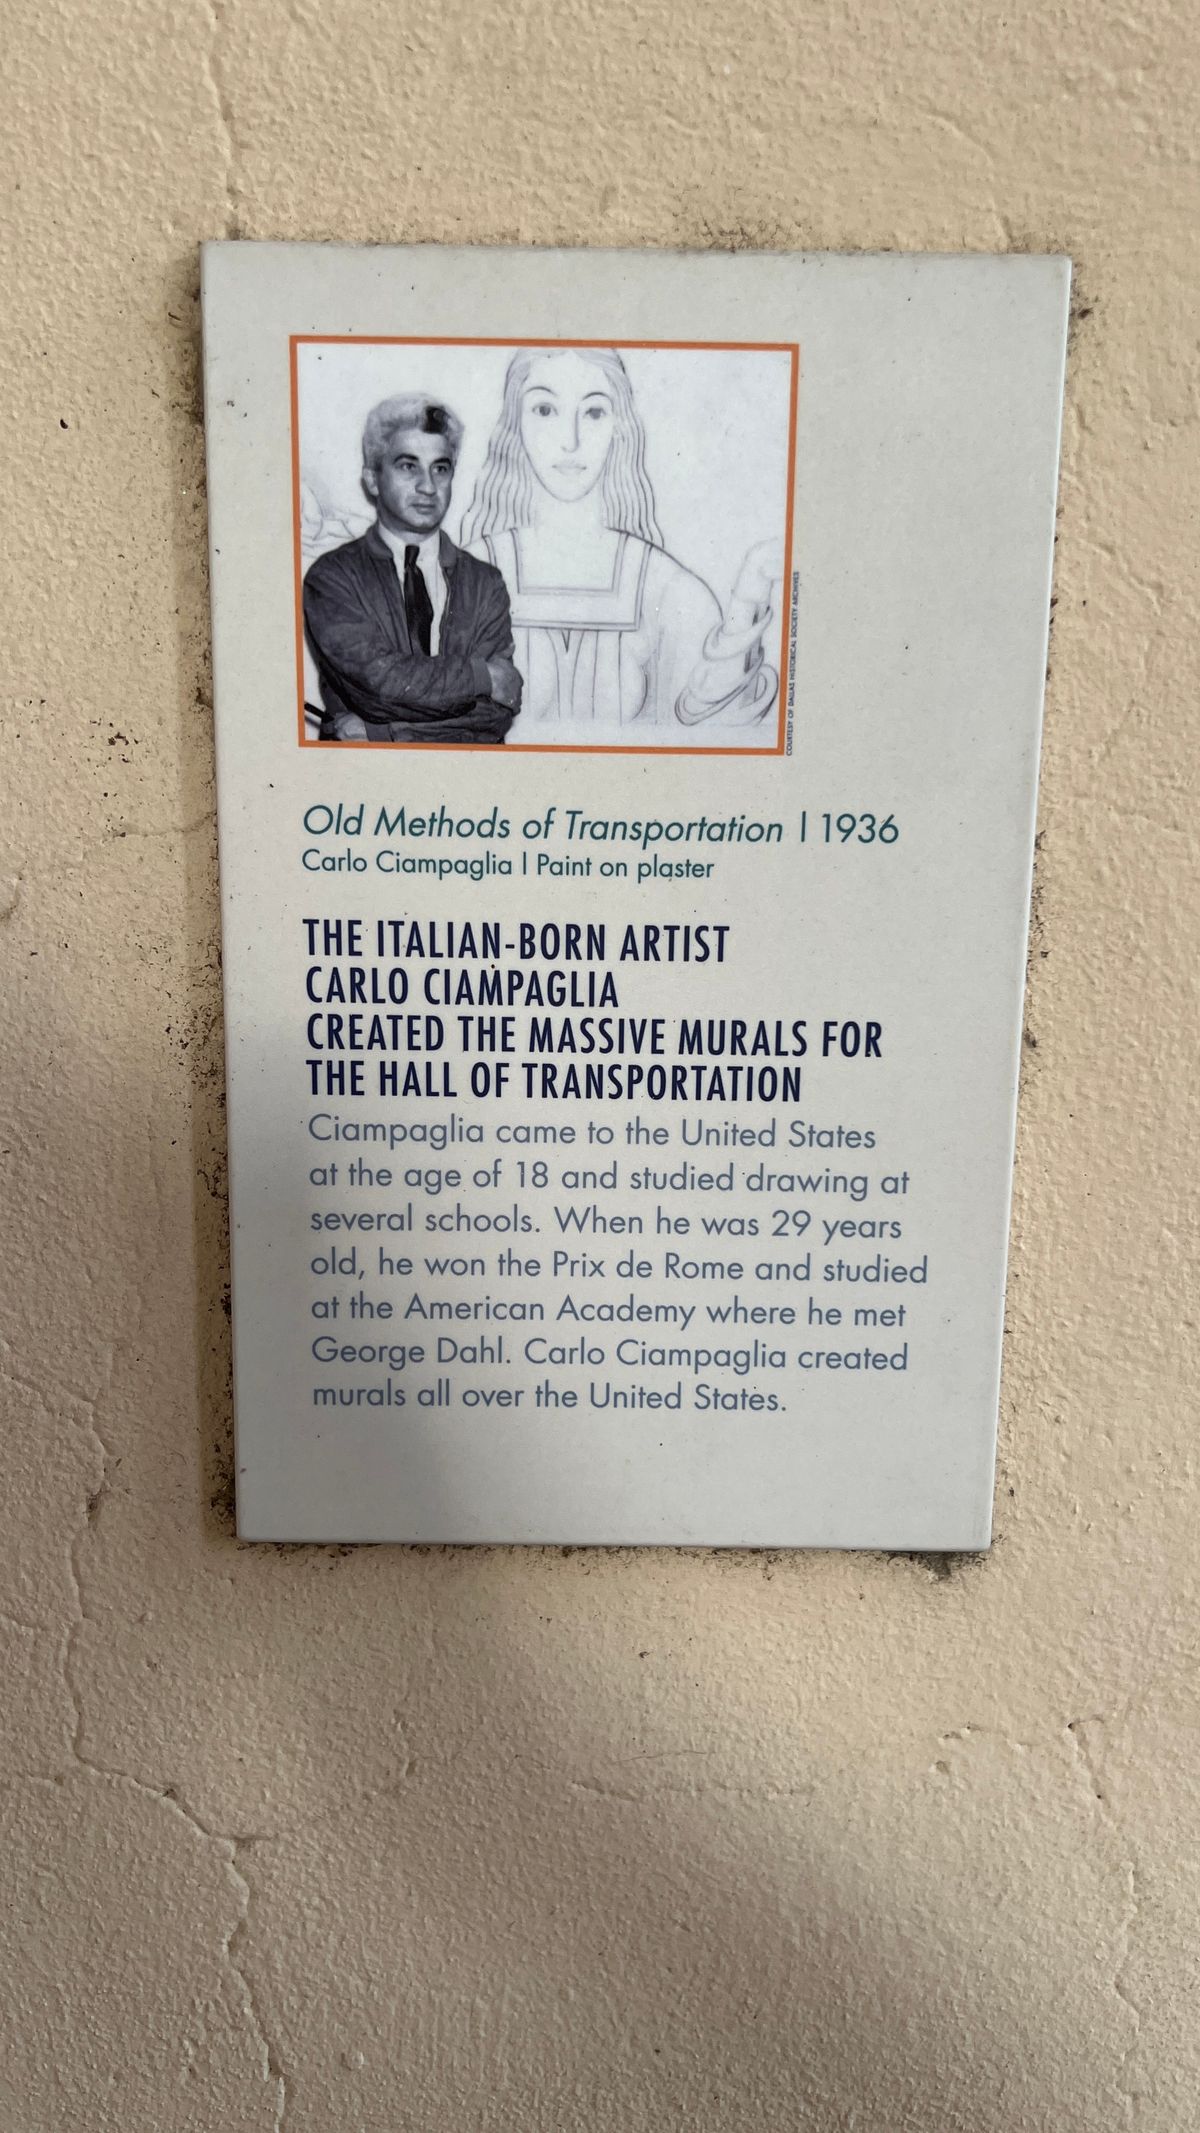 COURTESY OF DALLAS HISTORICAL SOCIETY ARCHIVES
Old Methods of Transportation | 1936
Carlo Ciampaglia | Paint on plaster
THE ITALIAN-BORN ARTIST
CARLO CIAMPAGLIA
CREATED THE MASSIVE MURALS FOR
THE HALL OF TRANSPORTATION
Ciampaglia came to the United States
at the age of 18 and studied drawing at
several schools. When he was 29 years
old, he won the Prix de Rome and studied
at the American Academy where he met
George Dahl. Carlo Ciampaglia created
murals all over the United States.